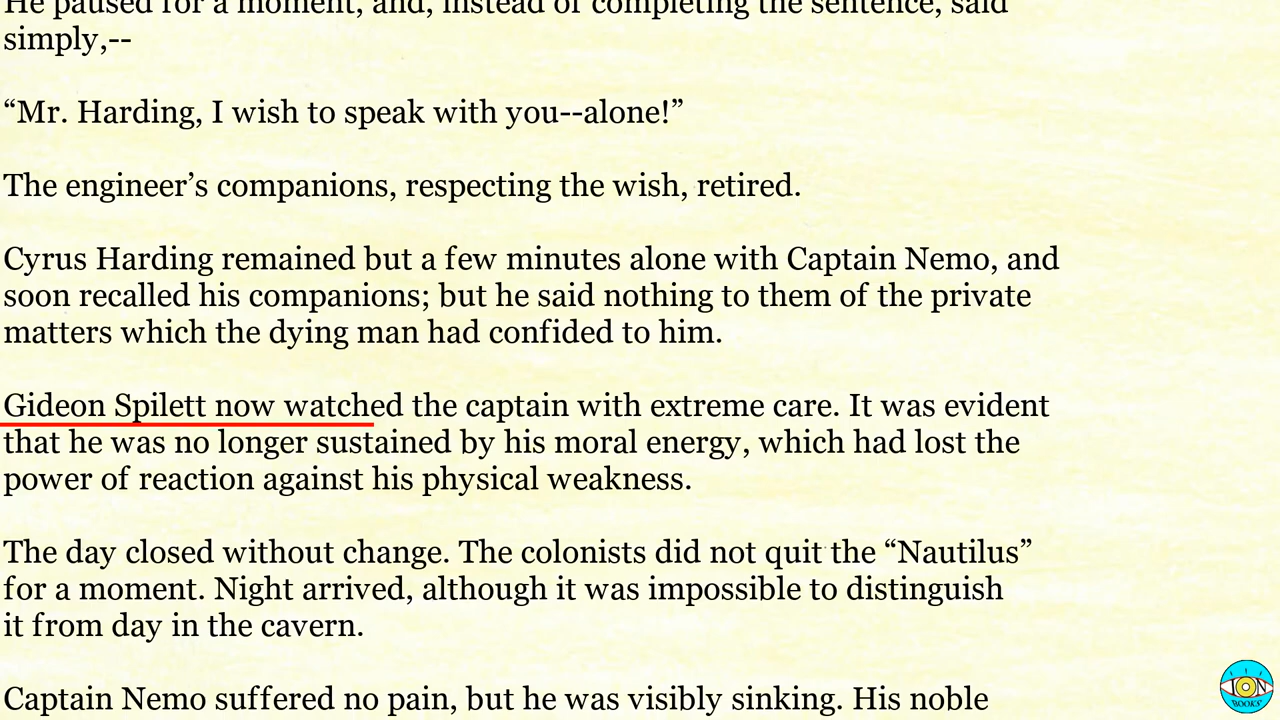 He paused for a moment, and, instead of completing the sentence, said
simply,--
“Mr. Harding, I wish to speak with you--alone!”
The engineer’s companions, respecting the wish, retired.
Cyrus Harding remained but a few minutes alone with Captain Nemo, and
soon recalled his companions; but he said nothing to them of the private
matters which the dying man had confided to him.
Gideon Spilett now watched the captain with extreme care. It was evident
that he was no longer sustained by his moral energy, which had lost the
power of reaction against his physical weakness.
The day closed without change. The colonists did not quit the “Nautilus”
for a moment. Night arrived, although it was impossible to distinguish
it from day in the cavern.
Captain Nemo suffered no pain, but he was visibly sinking. His noble
ION
BOOKS